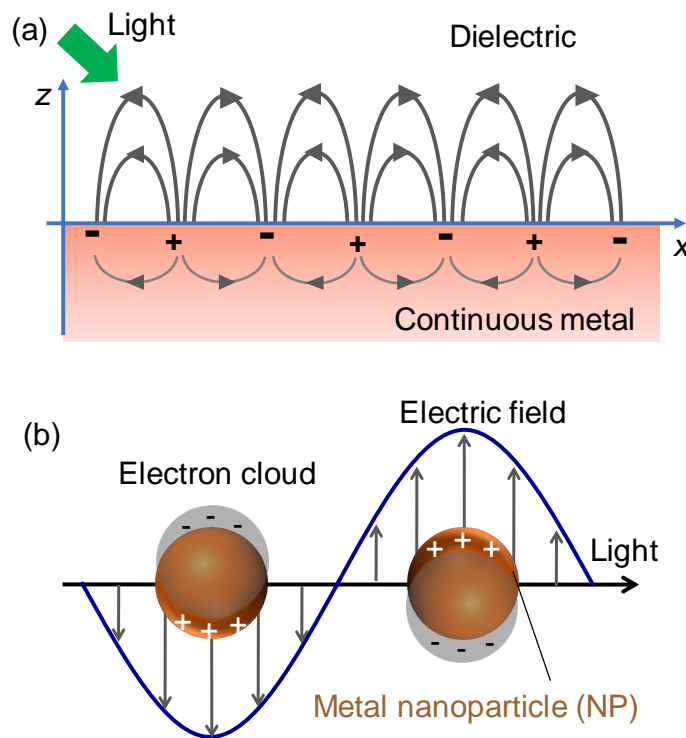 (a)
Light
Dielectric
z
- + - + - + -
x
Continuous metal
(b)
Electric field
Electron cloud
- - -
+ + +
Light
+ + +
- - -
Metal nanoparticle (NP)